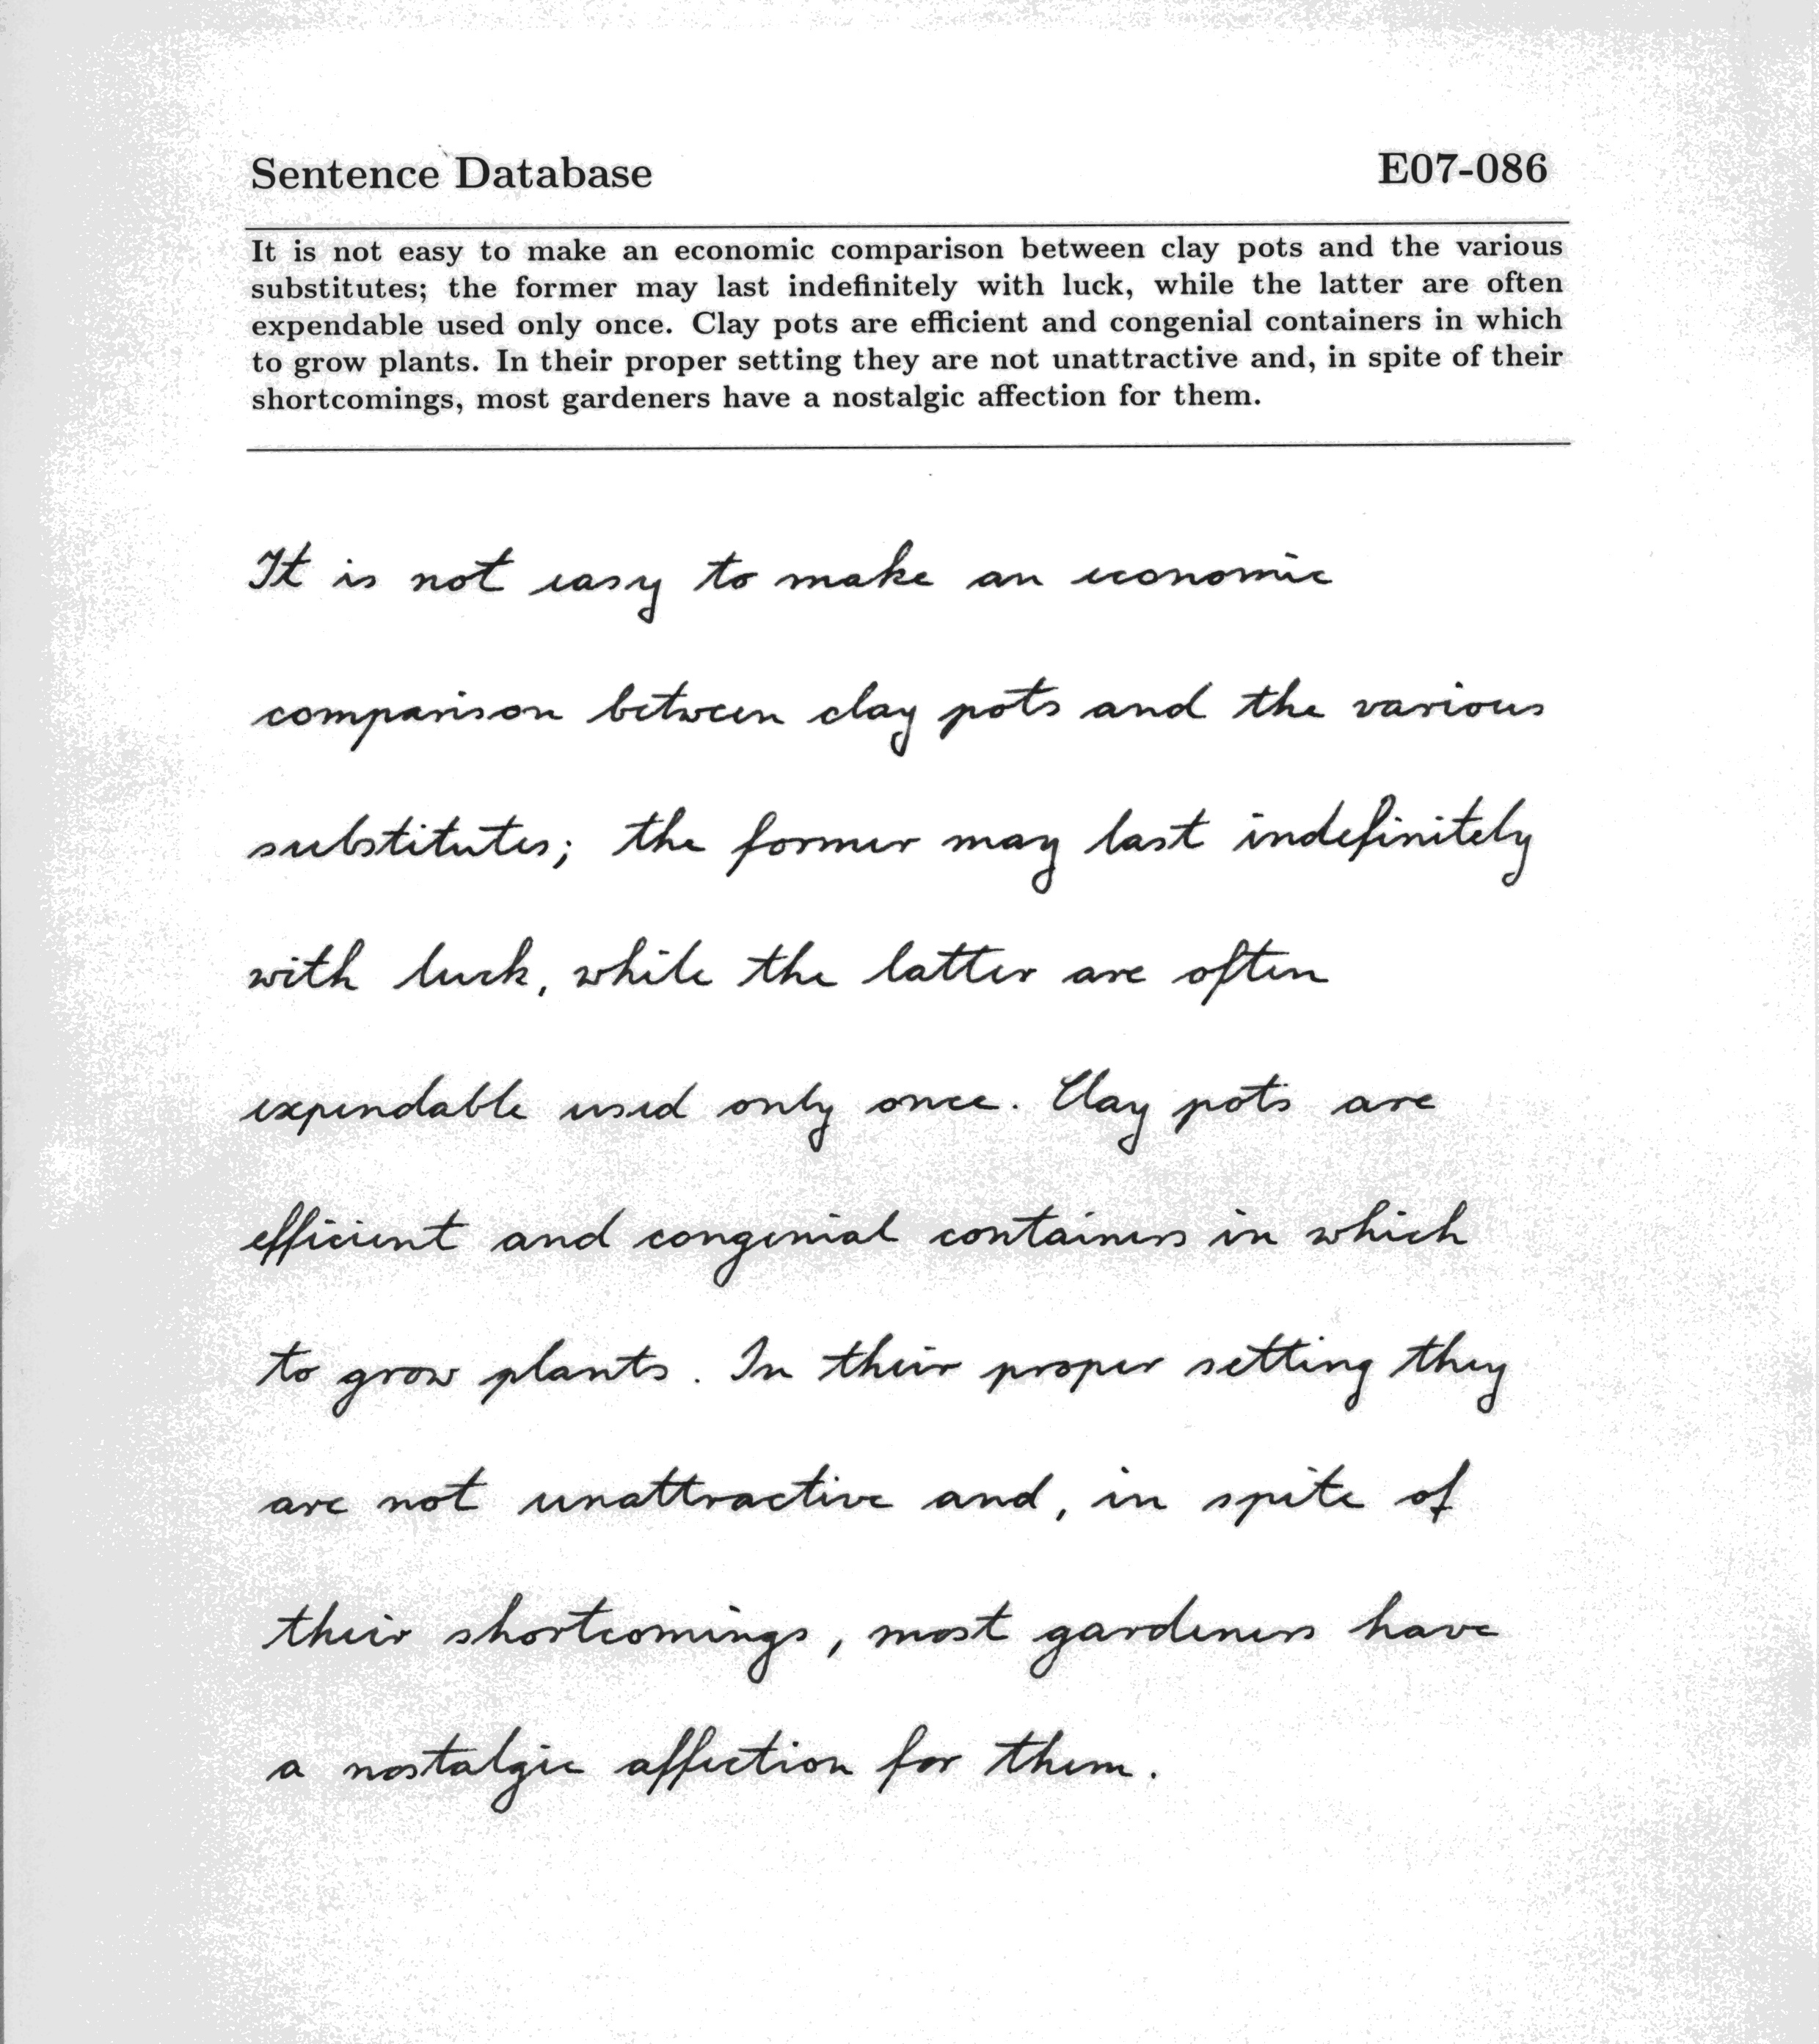 Sentence Database E07-086
It is not easy to make an economic comparison between clay pots and the various
substitutes; the former may last indefinitely with luck, while the latter are often
expendable used only once. Clay pots are efficient and congenial containers in which
to grow plants. In their proper setting they are not unattractive and, in spite of their
shortcomings, most gardeners have a nostalgic affection for them.
It is not easy to make an economic
comparison between clay pots and the various
substitutes; the former may last indefinitely
with luck, while the latter are often
expendable used only once. Clay pots are
efficient and congenial containers in which
to grow plants. In their proper setting they
are not unattractive and, in spite of
their shortcomings, most gardeners have
a nostalgic affection for them.